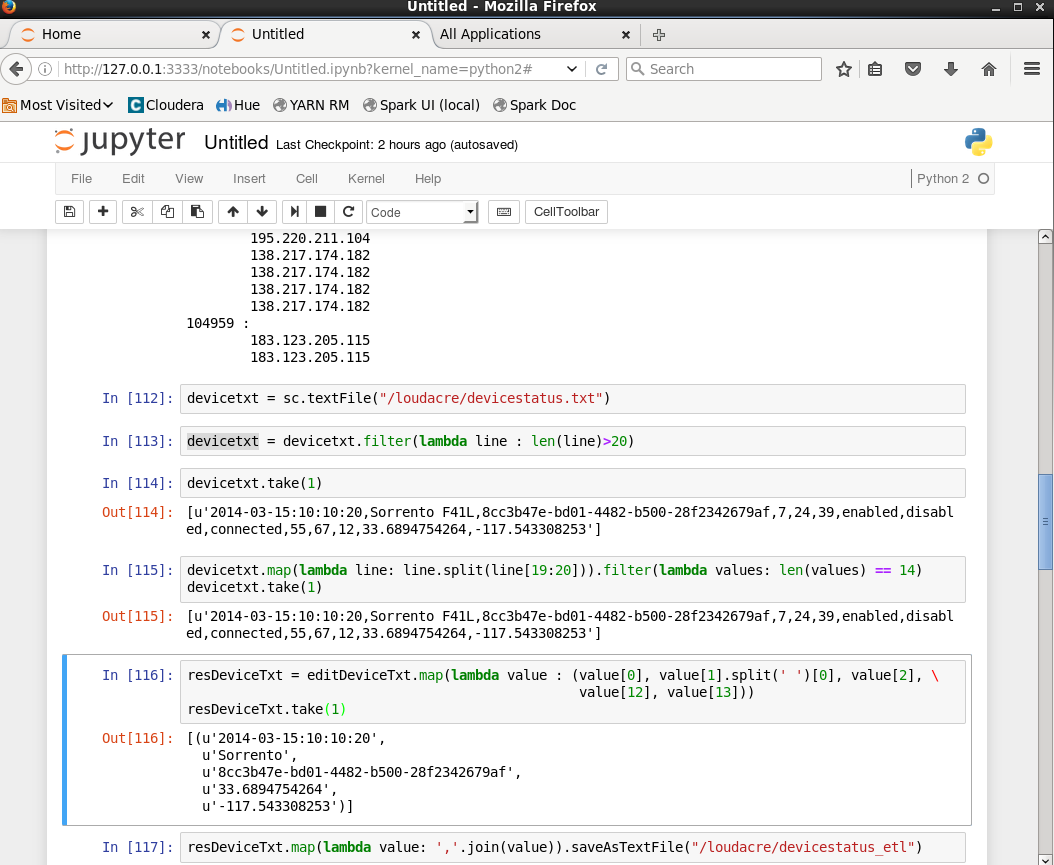 Untitled - Mozilla Firefox
Home
Untitled
All Applications
http://127.0.0.1:3333/notebooks/Untitled.ipynb?kernel_name=python2#
Search
Most Visited
Cloudera
Hue
YARN RM
Spark UI (local)
Spark Doc
jupyter Untitled Last Checkpoint: 2 hours ago (autosaved)
File Edit View Insert Cell Kernel Help Python 2
Code CellToolbar
195.220.211.104
138.217.174.182
138.217.174.182
138.217.174.182
138.217.174.182
104959 :
183.123.205.115
183.123.205.115
In [112]: devicetxt = sc.textFile("/loudacre/devicestatus.txt")
In [113]: devicetxt = devicetxt.filter(lambda line : len(line)>20)
In [114]: devicetxt.take(1)
Out[114]: [u'2014-03-15:10:10:20,Sorrento F41L,8cc3b47e-bd01-4482-b500-28f2342679af,7,24,39,enabled,disabl
ed,connected,55,67,12,33.6894754264,-117.543308253']
In [115]: devicetxt.map(lambda line: line.split(line[19:20])).filter(lambda values: len(values) == 14)
devicetxt.take(1)
Out[115]: [u'2014-03-15:10:10:20,Sorrento F41L,8cc3b47e-bd01-4482-b500-28f2342679af,7,24,39,enabled,disabl
ed,connected,55,67,12,33.6894754264,-117.543308253']
In [116]: resDeviceTxt = editDeviceTxt.map(lambda value : (value[0], value[1].split(' ')[0], value[2], \
value[12], value[13]))
resDeviceTxt.take(1)
Out[116]: [(u'2014-03-15:10:10:20',
u'Sorrento',
u'8cc3b47e-bd01-4482-b500-28f2342679af',
u'33.6894754264',
u'-117.543308253')]
In [117]: resDeviceTxt.map(lambda value: ','.join(value)).saveAsTextFile("/loudacre/devicestatus_etl")